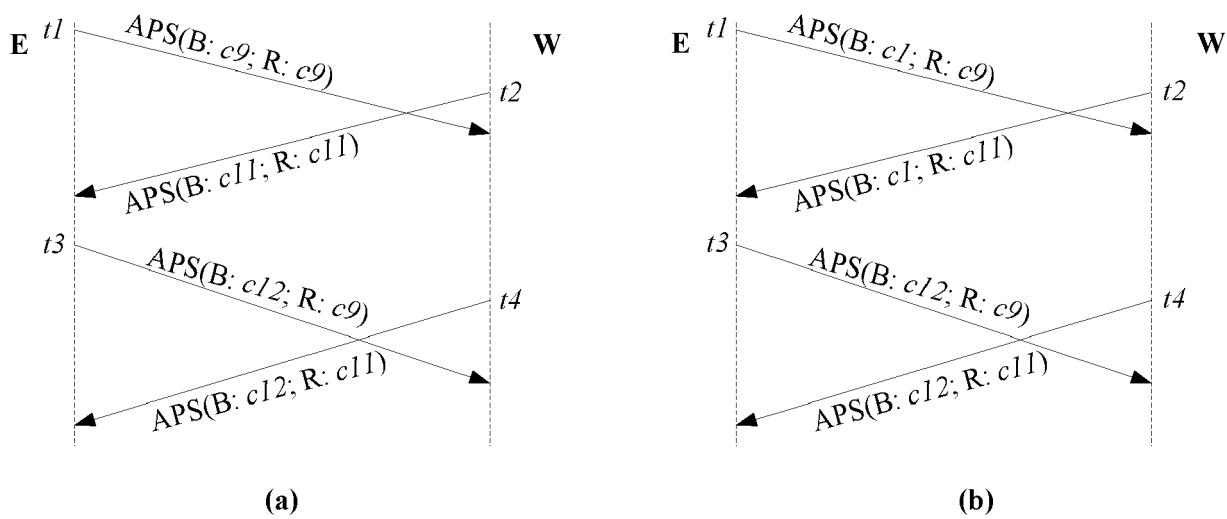 E
t1
APS(B: c9; R: c9)
W
t2
APS(B: c11; R: c11)
t3
APS(B: c12; R: c9)
t4
APS(B: c12; R: c11)
(a)
E
t1
APS(B: c1; R: c9)
W
t2
APS(B: c1; R: c11)
t3
APS(B: c12; R: c9)
t4
APS(B: c12; R: c11)
(b)